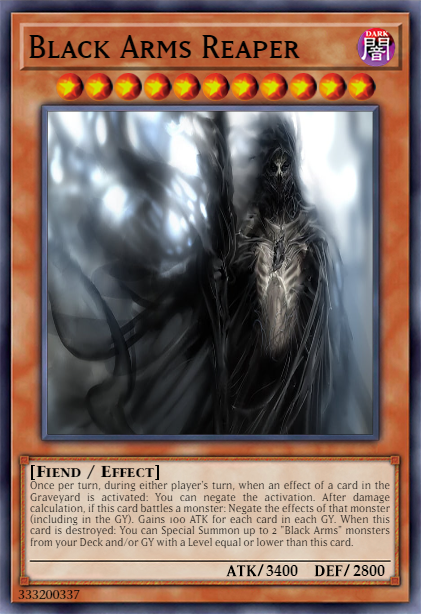 Black Arms Reaper
DARK
闇
[Fiend / Effect]
Once per turn, during either player's turn, when an effect of a card in the
Graveyard is activated: You can negate the activation. After damage
calculation, if this card battles a monster: Negate the effects of that monster
(including in the GY). Gains 100 ATK for each card in each GY. When this
card is destroyed: You can Special Summon up to 2 "Black Arms" monsters
from your Deck and/or GY with a Level equal or lower than this card.
ATK/3400 DEF/2800
333200337